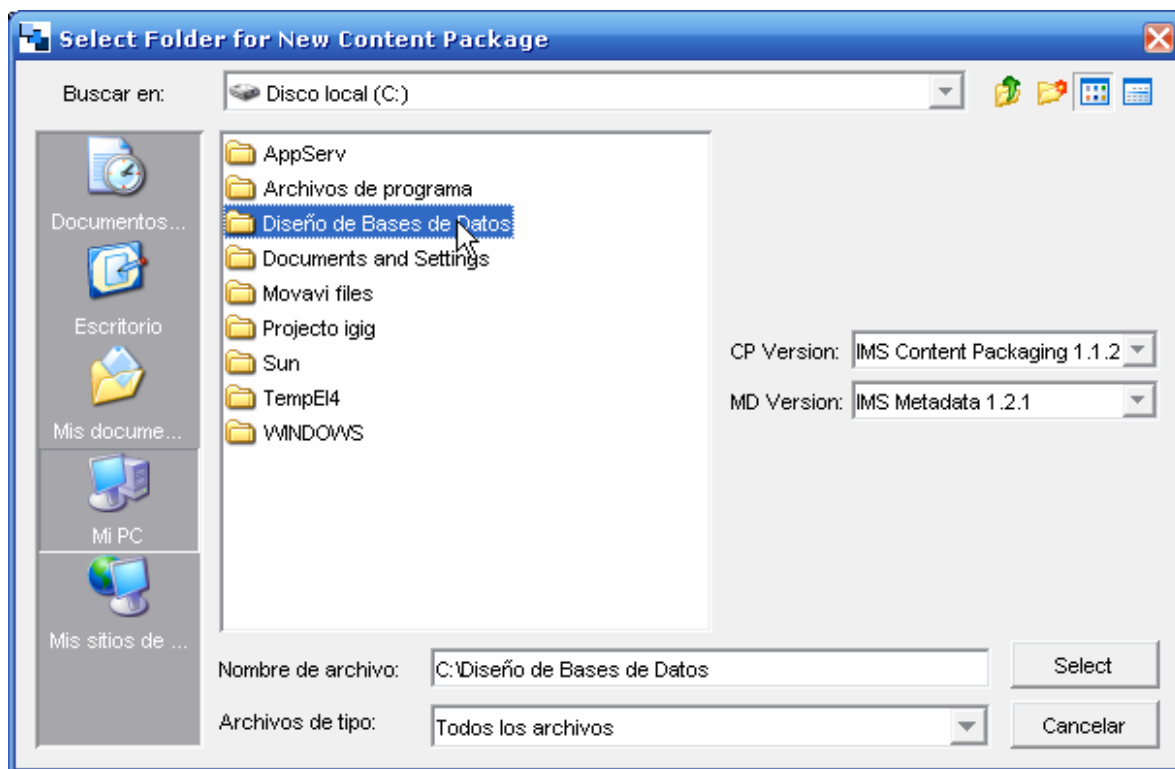 Select Folder for New Content Package
Buscar en:
Disco local (C:)
Documentos...
Escritorio
Mis docume...
Mi PC
Mis sitios de ...
AppServ
Archivos de programa
Diseño de Bases de Datos
Documents and Settings
Movavi files
Projecto igig
Sun
TempEl4
WINDOWS
CP Version:
IMS Content Packaging 1.1.2
MD Version:
IMS Metadata 1.2.1
Nombre de archivo:
C:\Diseño de Bases de Datos
Select
Archivos de tipo:
Todos los archivos
Cancelar